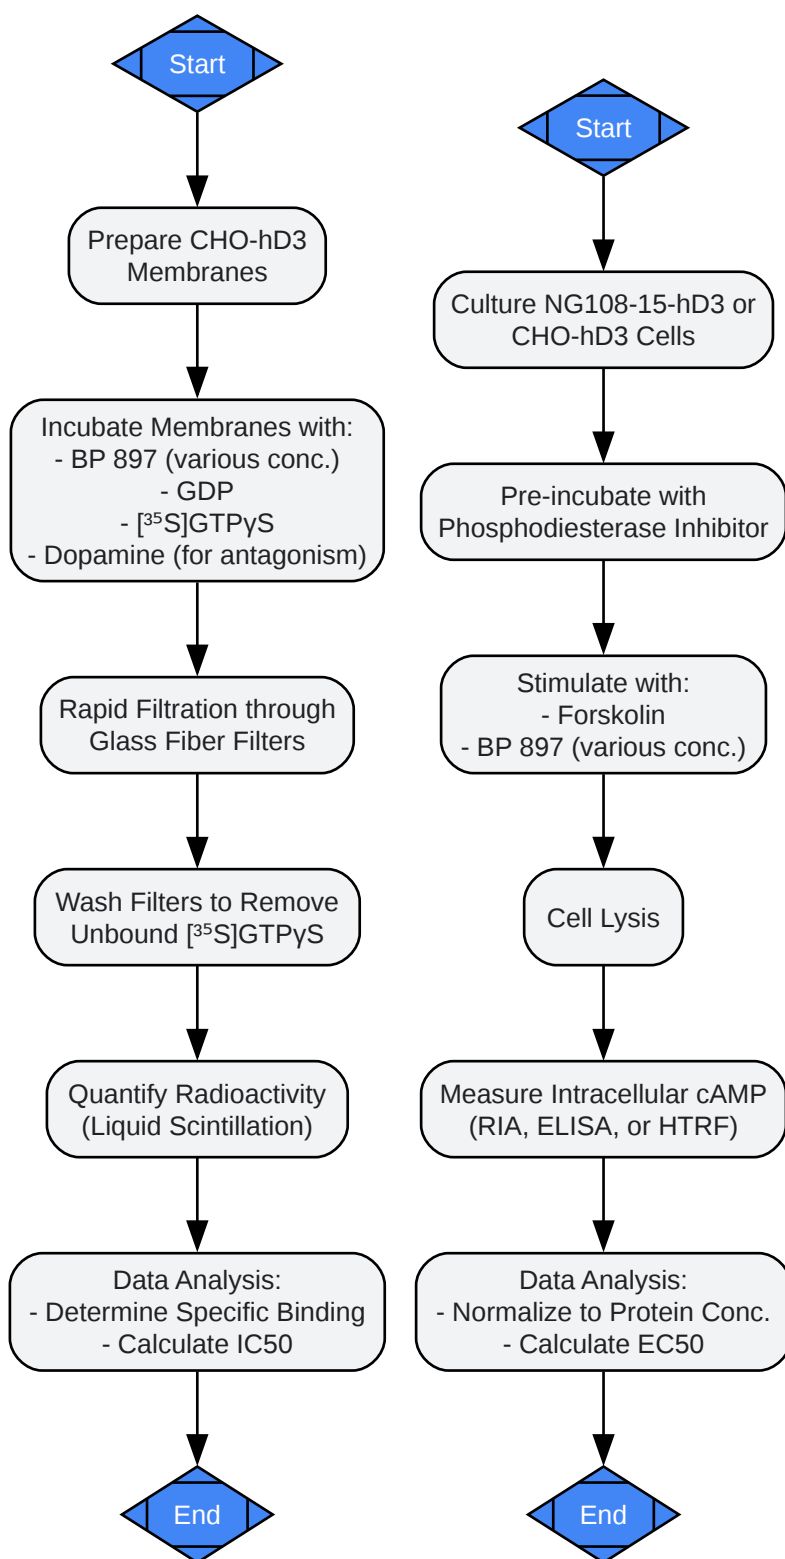 Start
Prepare CHO-hD3
Membranes
Incubate Membranes with:
- BP 897 (various conc.)
- GDP
- [³⁵S]GTPγS
- Dopamine (for antagonism)
Rapid Filtration through
Glass Fiber Filters
Wash Filters to Remove
Unbound [³⁵S]GTPγS
Quantify Radioactivity
(Liquid Scintillation)
Data Analysis:
- Determine Specific Binding
- Calculate IC50
End
Start
Culture NG108-15-hD3 or
CHO-hD3 Cells
Pre-incubate with
Phosphodiesterase Inhibitor
Stimulate with:
- Forskolin
- BP 897 (various conc.)
Cell Lysis
Measure Intracellular cAMP
(RIA, ELISA, or HTRF)
Data Analysis:
- Normalize to Protein Conc.
- Calculate EC50
End